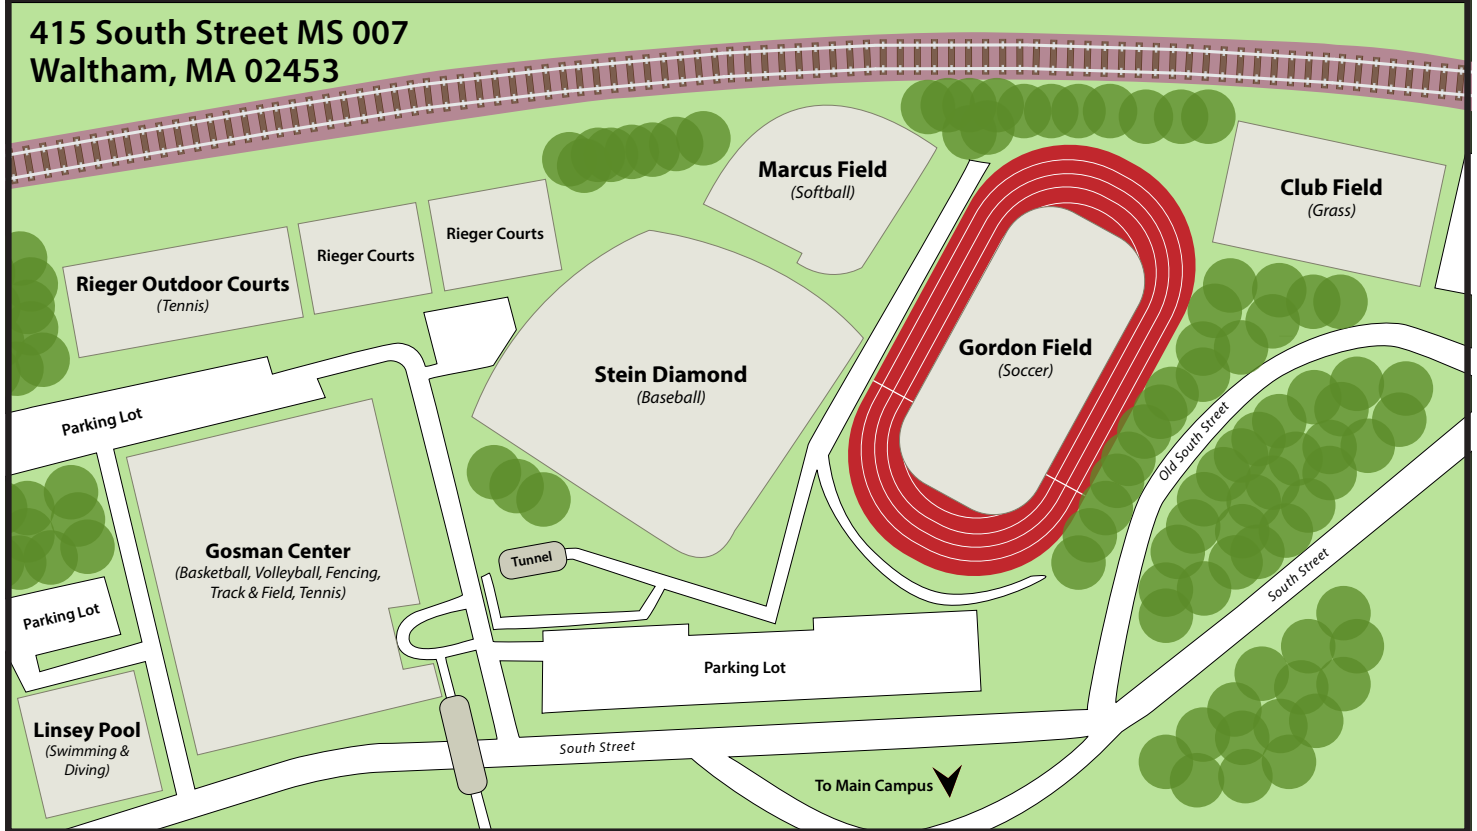 415 South Street MS 007
Waltham, MA 02453
Marcus Field
(Softball)
Club Field
(Grass)
Rieger Courts
Rieger Courts
Rieger Outdoor Courts
(Tennis)
Gordon Field
(Soccer)
Stein Diamond
(Baseball)
Parking Lot
Old South Street
Gosman Center
(Basketball, Volleyball, Fencing,
Track & Field, Tennis)
Tunnel
South Street
Parking Lot
Parking Lot
Linsey Pool
(Swimming &
Diving)
South Street
To Main Campus